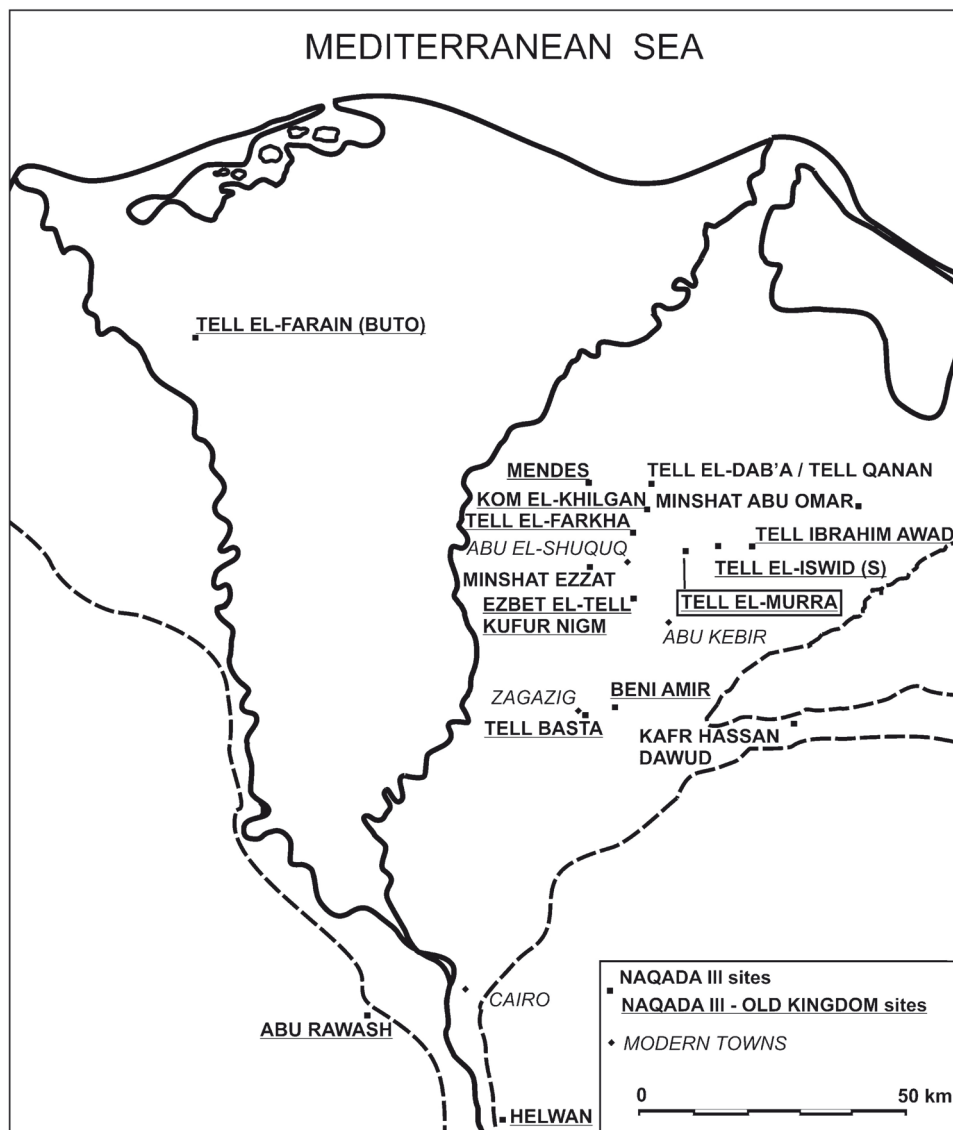 MEDITERRANEAN SEA
TELL EL-FARAIN (BUTO)
MENDES
TELL EL-DAB'A / TELL QANAN
KOM EL-KHILGAN
MINSHAT ABU OMAR
TELL EL-FARKHA
ABU EL-SHUQUQ
TELL IBRAHIM AWAD
MINSHAT EZZAT
TELL EL-ISWID (S)
EZBET EL-TELL
KUFUR NIGM
TELL EL-MURRA
ABU KEBIR
ZAGAZIG
BENI AMIR
TELL BASTA
KAFR HASSAN
DAWUD
CAIRO
ABU RAWASH
HELWAN
NAQADA III sites
NAQADA III - OLD KINGDOM sites
MODERN TOWNS
0 50 km